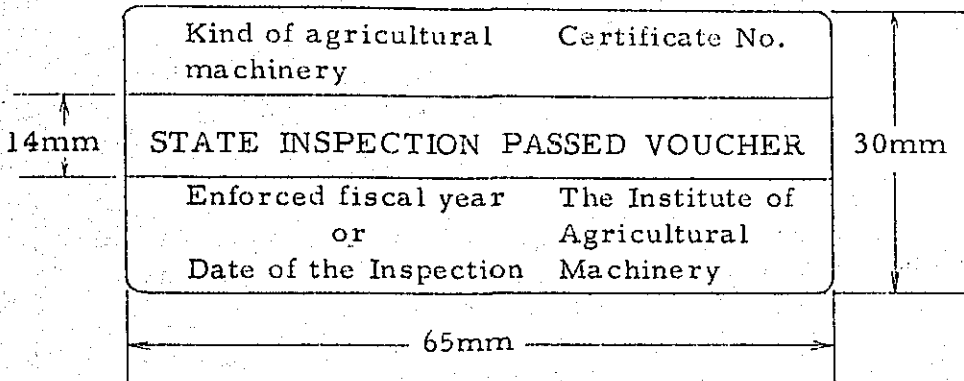 Kind of agricultural Certificate No.
machinery
14mm STATE INSPECTION PASSED VOUCHER 30mm
Enforced fiscal year The Institute of
or Agricultural
Date of the Inspection Machinery
65mm